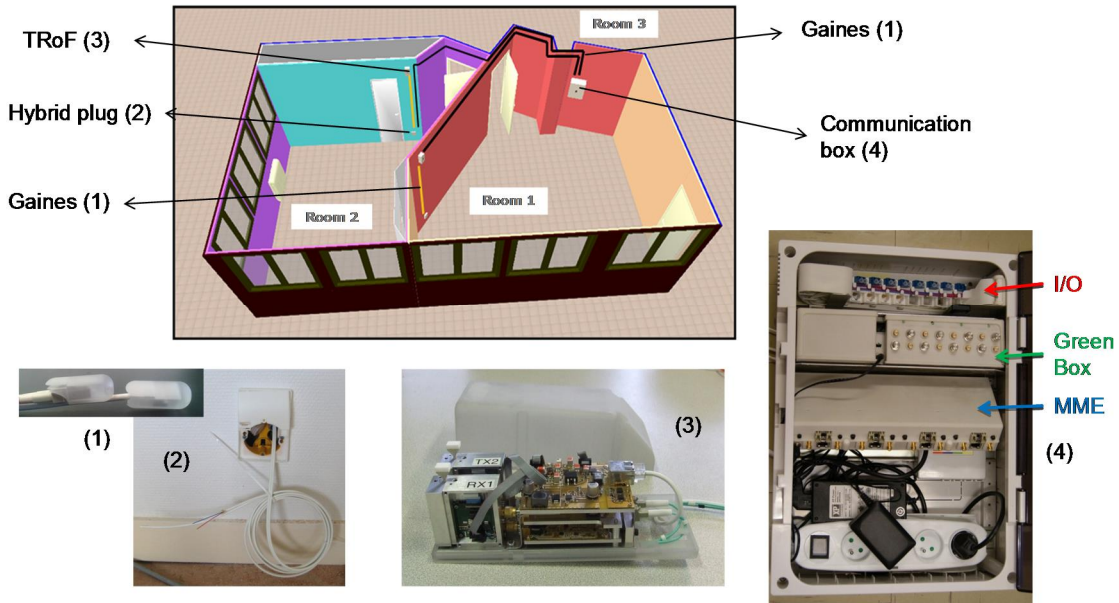 TRoF (3)
Room 3
Gaines (1)
Hybrid plug (2)
Communication
box (4)
Gaines (1)
Room 2
Room 1
I/O
Green
Box
MME
(1)
(2)
(3)
(4)
TX2
RX1
XP